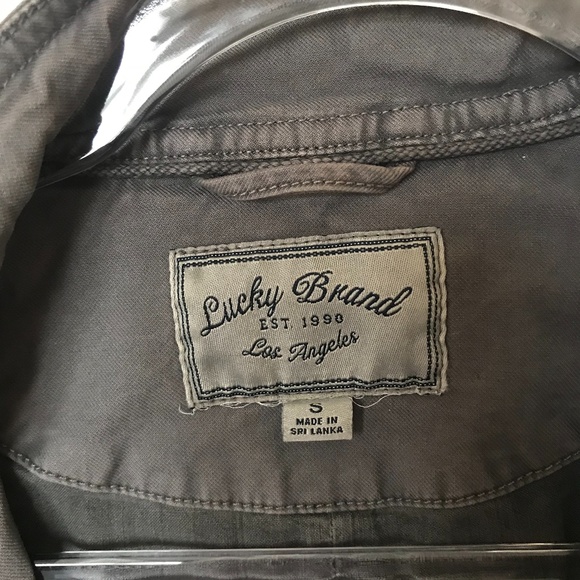 Lucky Brand
EST. 1990
Los Angeles
S
MADE IN
SRI LANKA